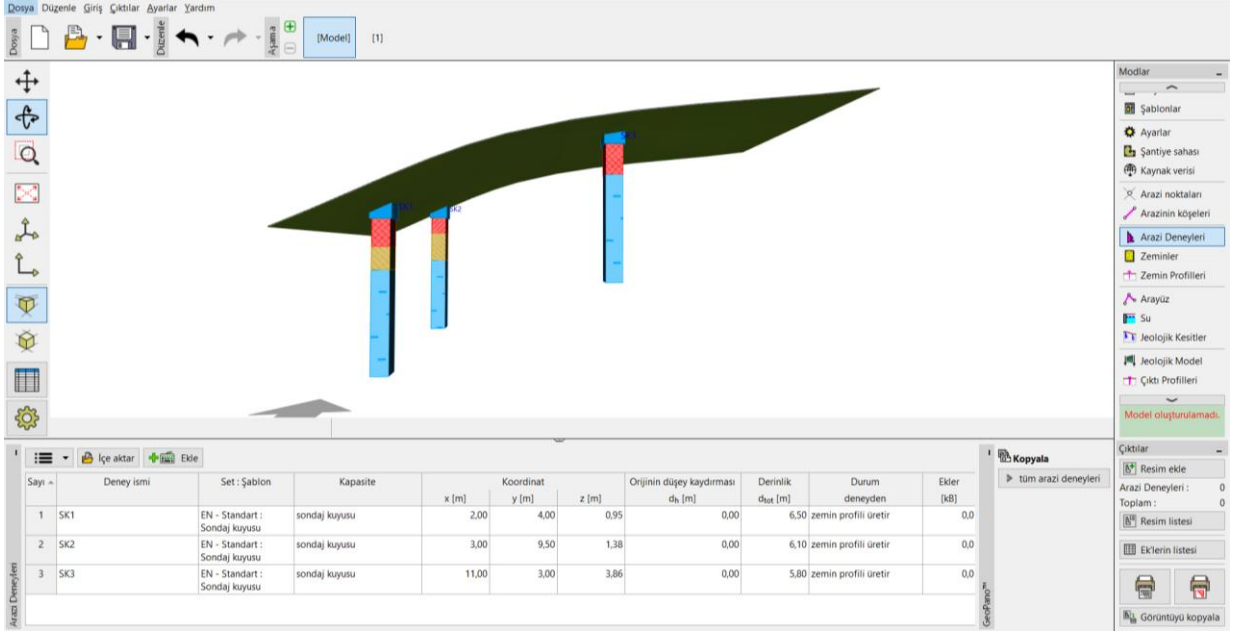 Dosya Düzenle Giriş Çıktılar Ayarlar Yardım
Dosya
Düzenle
Aşama
[Model] [1]
SK1
SK2
SK3
Modlar
Şablonlar
Ayarlar
Şantiye sahası
Kaynak verisi
Arazi noktaları
Arazinin köşeleri
Arazi Deneyleri
Zeminler
Zemin Profilleri
Arayüz
Su
Jeolojik Kesitler
Jeolojik Model
Çıktı Profilleri
Model oluşturulamadı.
İçe aktar Ekle
Sayı Deney ismi Set : Şablon Kapasite Koordinat Orijinin düşey kaydırması Derinlik Durum Ekler
x [m] y [m] z [m] dh [m] dtot [m] deneyden [kB]
1 SK1 EN - Standart : sondaj kuyusu 2,00 4,00 0,95 0,00 6,50 zemin profili üretir 0,0
Sondaj kuyusu
2 SK2 EN - Standart : sondaj kuyusu 3,00 9,50 1,38 0,00 6,10 zemin profili üretir 0,0
Sondaj kuyusu
3 SK3 EN - Standart : sondaj kuyusu 11,00 3,00 3,86 0,00 5,80 zemin profili üretir 0,0
Sondaj kuyusu
Arazi Deneyleri
GeoPano™
Kopyala
tüm arazi deneyleri
Çıktılar
Resim ekle
Arazi Deneyleri : 0
Toplam : 0
Resim listesi
Ek'lerin listesi
Görüntüyü kopyala